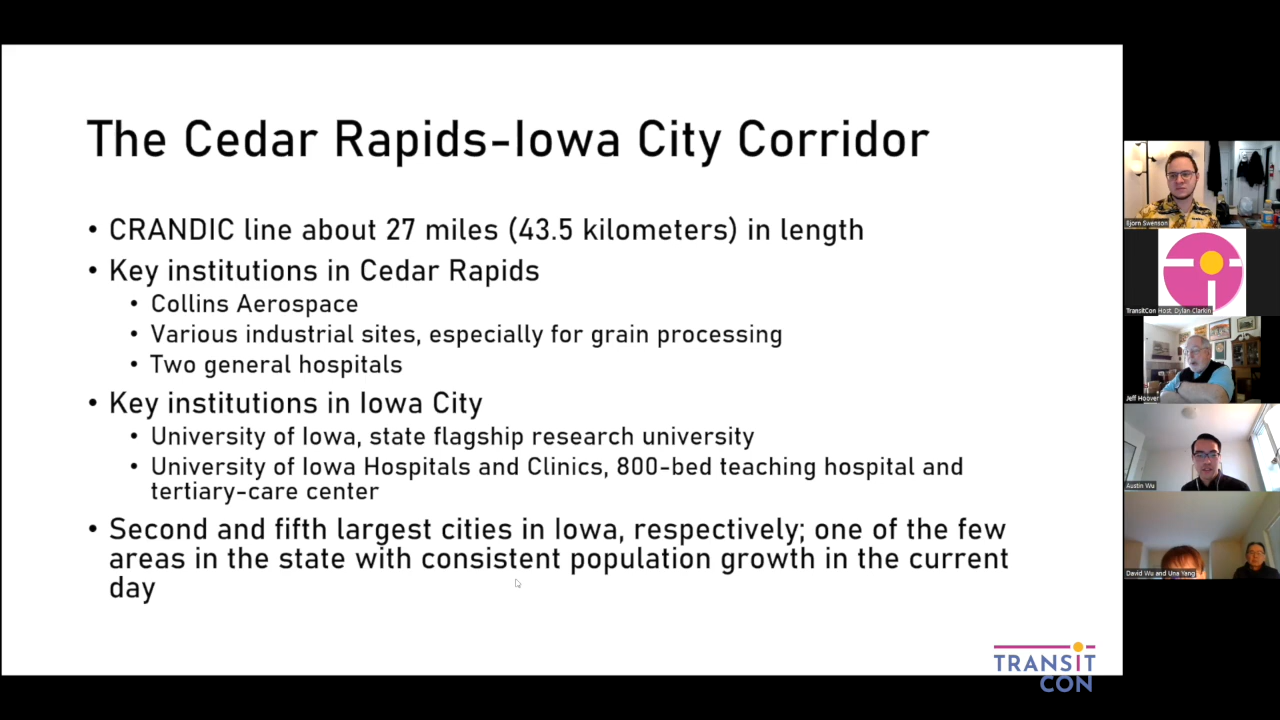 The Cedar Rapids-Iowa City Corridor
• CRANDIC line about 27 miles (43.5 kilometers) in length
• Key institutions in Cedar Rapids
• Collins Aerospace
• Various industrial sites, especially for grain processing
• Two general hospitals
• Key institutions in Iowa City
• University of Iowa, state flagship research university
• University of Iowa Hospitals and Clinics, 800-bed teaching hospital and
tertiary-care center
• Second and fifth largest cities in Iowa, respectively; one of the few
areas in the state with consistent population growth in the current
day
TRANSIT
CON
Bjorn Swenson
TransitCon Host, Dylan Clarkin
Jeff Hoover
Austin Wu
David Wu and Una Yang